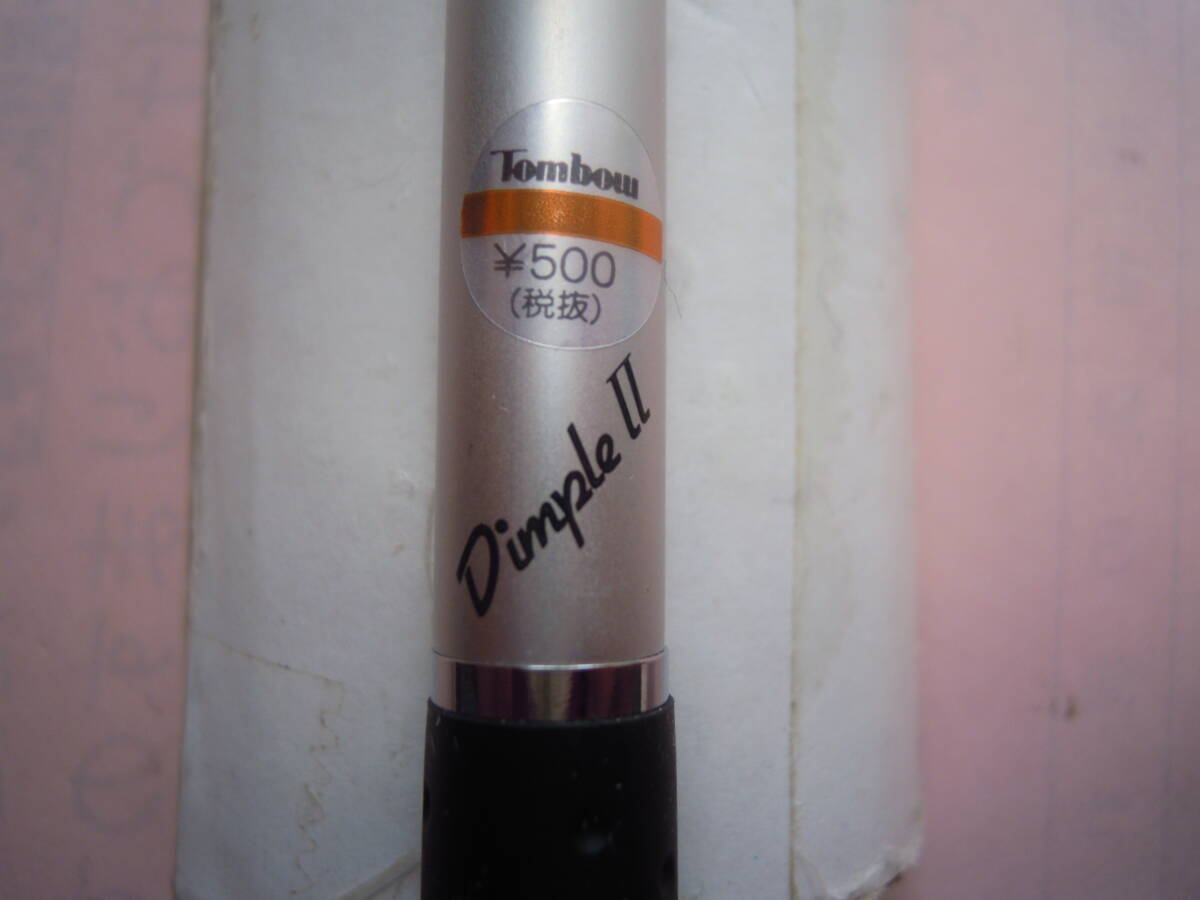 Tombow
¥500
(税抜)
Dimple II